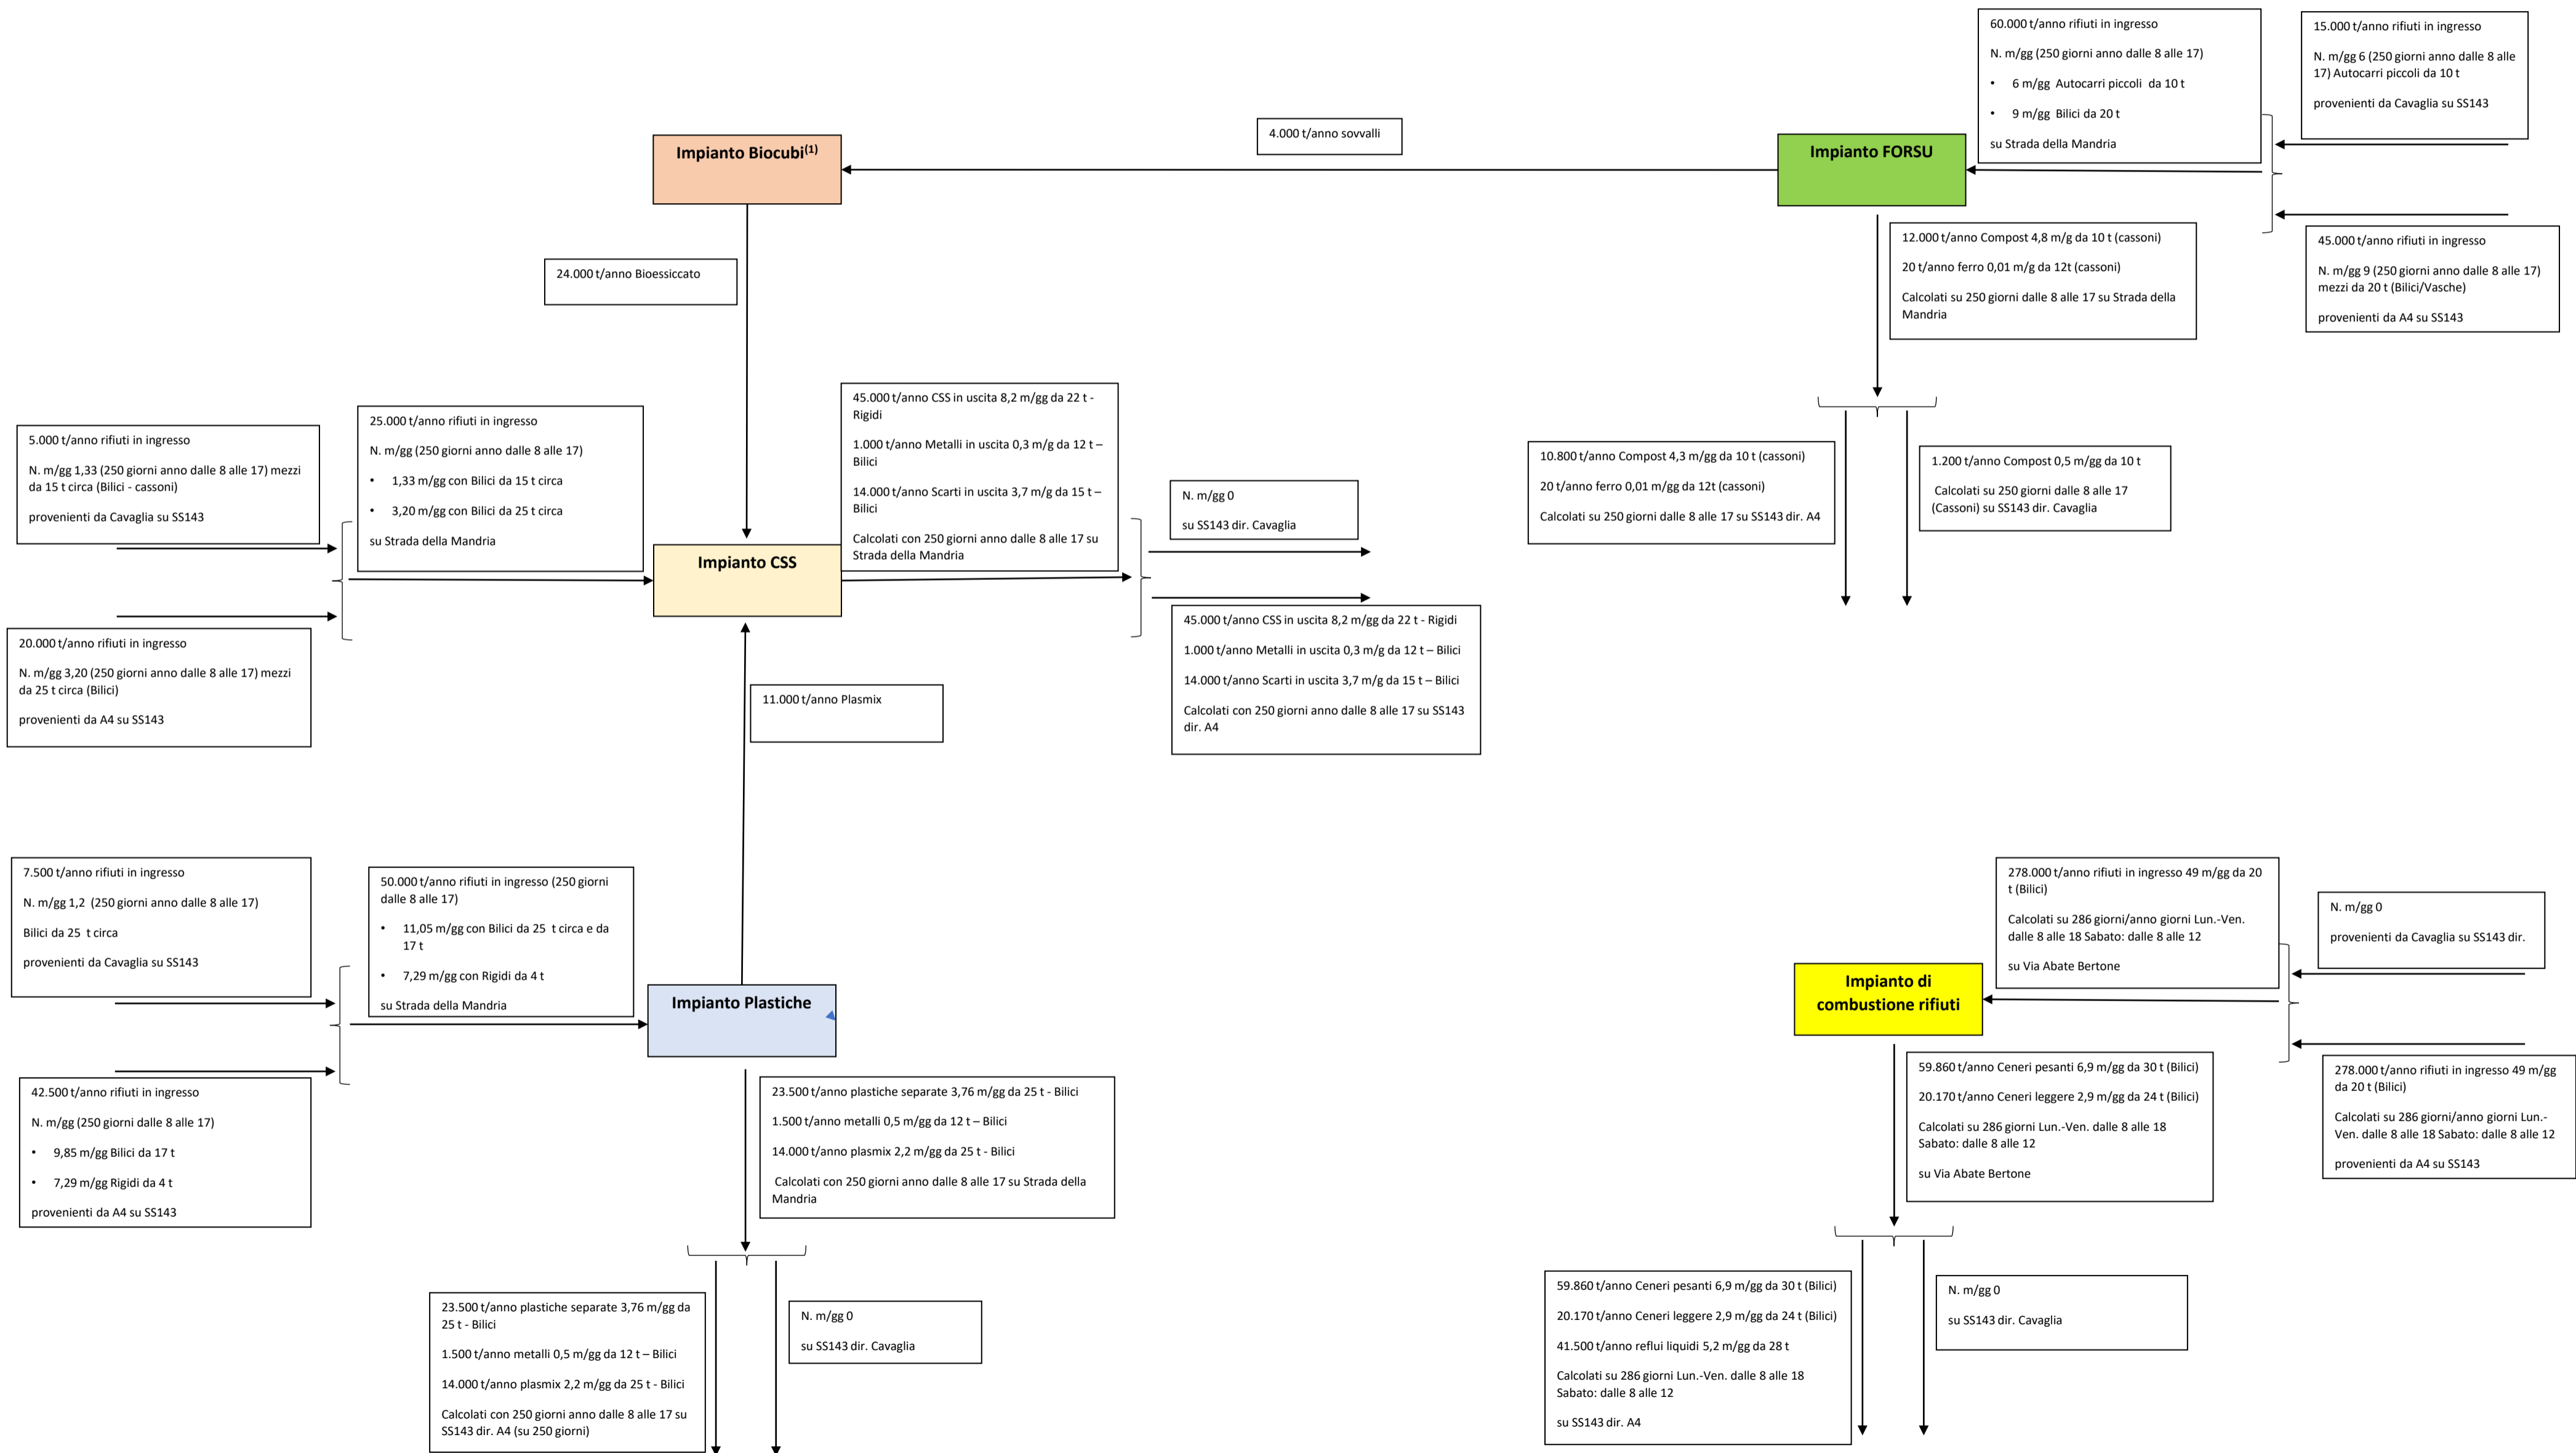 60.000 t/anno rifiuti in ingresso
N. m/gg (250 giorni anno dalle 8 alle 17)
• 6 m/gg Autocarri piccoli da 10 t
• 9 m/gg Bilici da 20 t
su Strada della Mandria
15.000 t/anno rifiuti in ingresso
N. m/gg 6 (250 giorni anno dalle 8 alle
17) Autocarri piccoli da 10 t
provenienti da Cavaglia su SS143
4.000 t/anno sovvalli
Impianto Biocubi(1)
Impianto FORSU
12.000 t/anno Compost 4,8 m/g da 10 t (cassoni)
20 t/anno ferro 0,01 m/g da 12t (cassoni)
Calcolati su 250 giorni dalle 8 alle 17 su Strada della
Mandria
45.000 t/anno rifiuti in ingresso
N. m/gg 9 (250 giorni anno dalle 8 alle 17)
mezzi da 20 t (Bilici/Vasche)
provenienti da A4 su SS143
24.000 t/anno Bioessiccato
5.000 t/anno rifiuti in ingresso
N. m/gg 1,33 (250 giorni anno dalle 8 alle 17) mezzi
da 15 t circa (Bilici - cassoni)
provenienti da Cavaglia su SS143
25.000 t/anno rifiuti in ingresso
N. m/gg (250 giorni anno dalle 8 alle 17)
• 1,33 m/gg con Bilici da 15 t circa
• 3,20 m/gg con Bilici da 25 t circa
su Strada della Mandria
45.000 t/anno CSS in uscita 8,2 m/gg da 22 t -
Rigidi
1.000 t/anno Metalli in uscita 0,3 m/g da 12 t –
Bilici
14.000 t/anno Scarti in uscita 3,7 m/g da 15 t –
Bilici
Calcolati con 250 giorni anno dalle 8 alle 17 su
Strada della Mandria
N. m/gg 0
su SS143 dir. Cavaglia
10.800 t/anno Compost 4,3 m/gg da 10 t (cassoni)
20 t/anno ferro 0,01 m/gg da 12t (cassoni)
Calcolati su 250 giorni dalle 8 alle 17 su SS143 dir. A4
1.200 t/anno Compost 0,5 m/gg da 10 t
Calcolati su 250 giorni dalle 8 alle 17
(Cassoni) su SS143 dir. Cavaglia
Impianto CSS
20.000 t/anno rifiuti in ingresso
N. m/gg 3,20 (250 giorni anno dalle 8 alle 17) mezzi
da 25 t circa (Bilici)
provenienti da A4 su SS143
45.000 t/anno CSS in uscita 8,2 m/gg da 22 t - Rigidi
1.000 t/anno Metalli in uscita 0,3 m/g da 12 t – Bilici
14.000 t/anno Scarti in uscita 3,7 m/g da 15 t – Bilici
Calcolati con 250 giorni anno dalle 8 alle 17 su SS143
dir. A4
11.000 t/anno Plasmix
7.500 t/anno rifiuti in ingresso
N. m/gg 1,2 (250 giorni anno dalle 8 alle 17)
Bilici da 25 t circa
provenienti da Cavaglia su SS143
50.000 t/anno rifiuti in ingresso (250 giorni
dalle 8 alle 17)
• 11,05 m/gg con Bilici da 25 t circa e da
17 t
• 7,29 m/gg con Rigidi da 4 t
su Strada della Mandria
Impianto Plastiche
278.000 t/anno rifiuti in ingresso 49 m/gg da 20
t (Bilici)
Calcolati su 286 giorni/anno giorni Lun.-Ven.
dalle 8 alle 18 Sabato: dalle 8 alle 12
su Via Abate Bertone
N. m/gg 0
provenienti da Cavaglia su SS143 dir.
Impianto di
combustione rifiuti
42.500 t/anno rifiuti in ingresso
N. m/gg (250 giorni dalle 8 alle 17)
• 9,85 m/gg Bilici da 17 t
• 7,29 m/gg Rigidi da 4 t
provenienti da A4 su SS143
23.500 t/anno plastiche separate 3,76 m/gg da 25 t - Bilici
1.500 t/anno metalli 0,5 m/gg da 12 t – Bilici
14.000 t/anno plasmix 2,2 m/gg da 25 t - Bilici
Calcolati con 250 giorni anno dalle 8 alle 17 su Strada della
Mandria
59.860 t/anno Ceneri pesanti 6,9 m/gg da 30 t (Bilici)
20.170 t/anno Ceneri leggere 2,9 m/gg da 24 t (Bilici)
Calcolati su 286 giorni Lun.-Ven. dalle 8 alle 18
Sabato: dalle 8 alle 12
su Via Abate Bertone
278.000 t/anno rifiuti in ingresso 49 m/gg
da 20 t (Bilici)
Calcolati su 286 giorni/anno giorni Lun.-
Ven. dalle 8 alle 18 Sabato: dalle 8 alle 12
provenienti da A4 su SS143
23.500 t/anno plastiche separate 3,76 m/gg da
25 t - Bilici
1.500 t/anno metalli 0,5 m/gg da 12 t – Bilici
14.000 t/anno plasmix 2,2 m/gg da 25 t - Bilici
Calcolati con 250 giorni anno dalle 8 alle 17 su
SS143 dir. A4 (su 250 giorni)
N. m/gg 0
su SS143 dir. Cavaglia
59.860 t/anno Ceneri pesanti 6,9 m/gg da 30 t (Bilici)
20.170 t/anno Ceneri leggere 2,9 m/gg da 24 t (Bilici)
41.500 t/anno reflui liquidi 5,2 m/gg da 28 t
Calcolati su 286 giorni Lun.-Ven. dalle 8 alle 18
Sabato: dalle 8 alle 12
su SS143 dir. A4
N. m/gg 0
su SS143 dir. Cavaglia